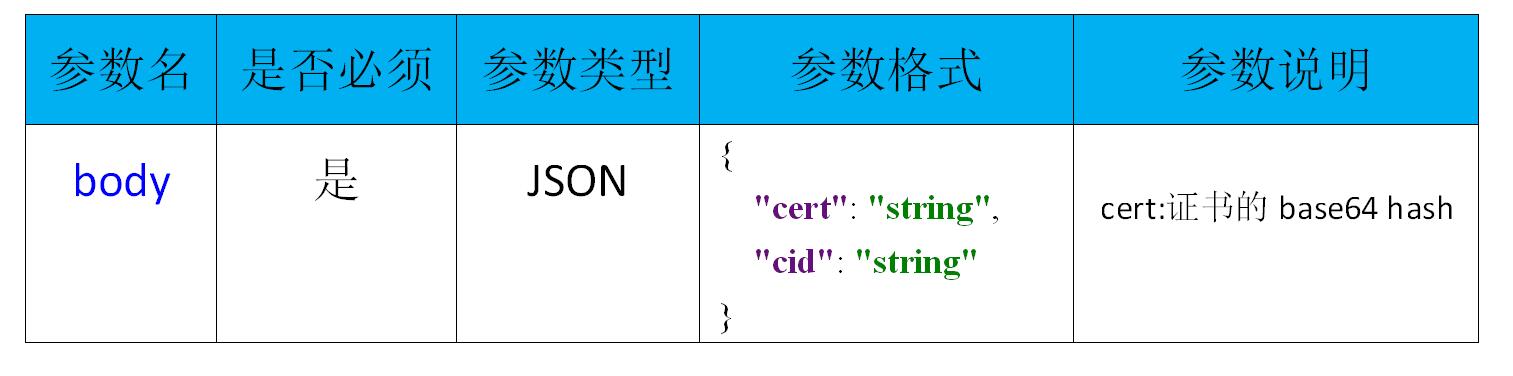 参数名 是否必须 参数类型 参数格式 参数说明
body 是 JSON
{
"cert": "string",
"cid": "string"
}
cert:证书的 base64 hash